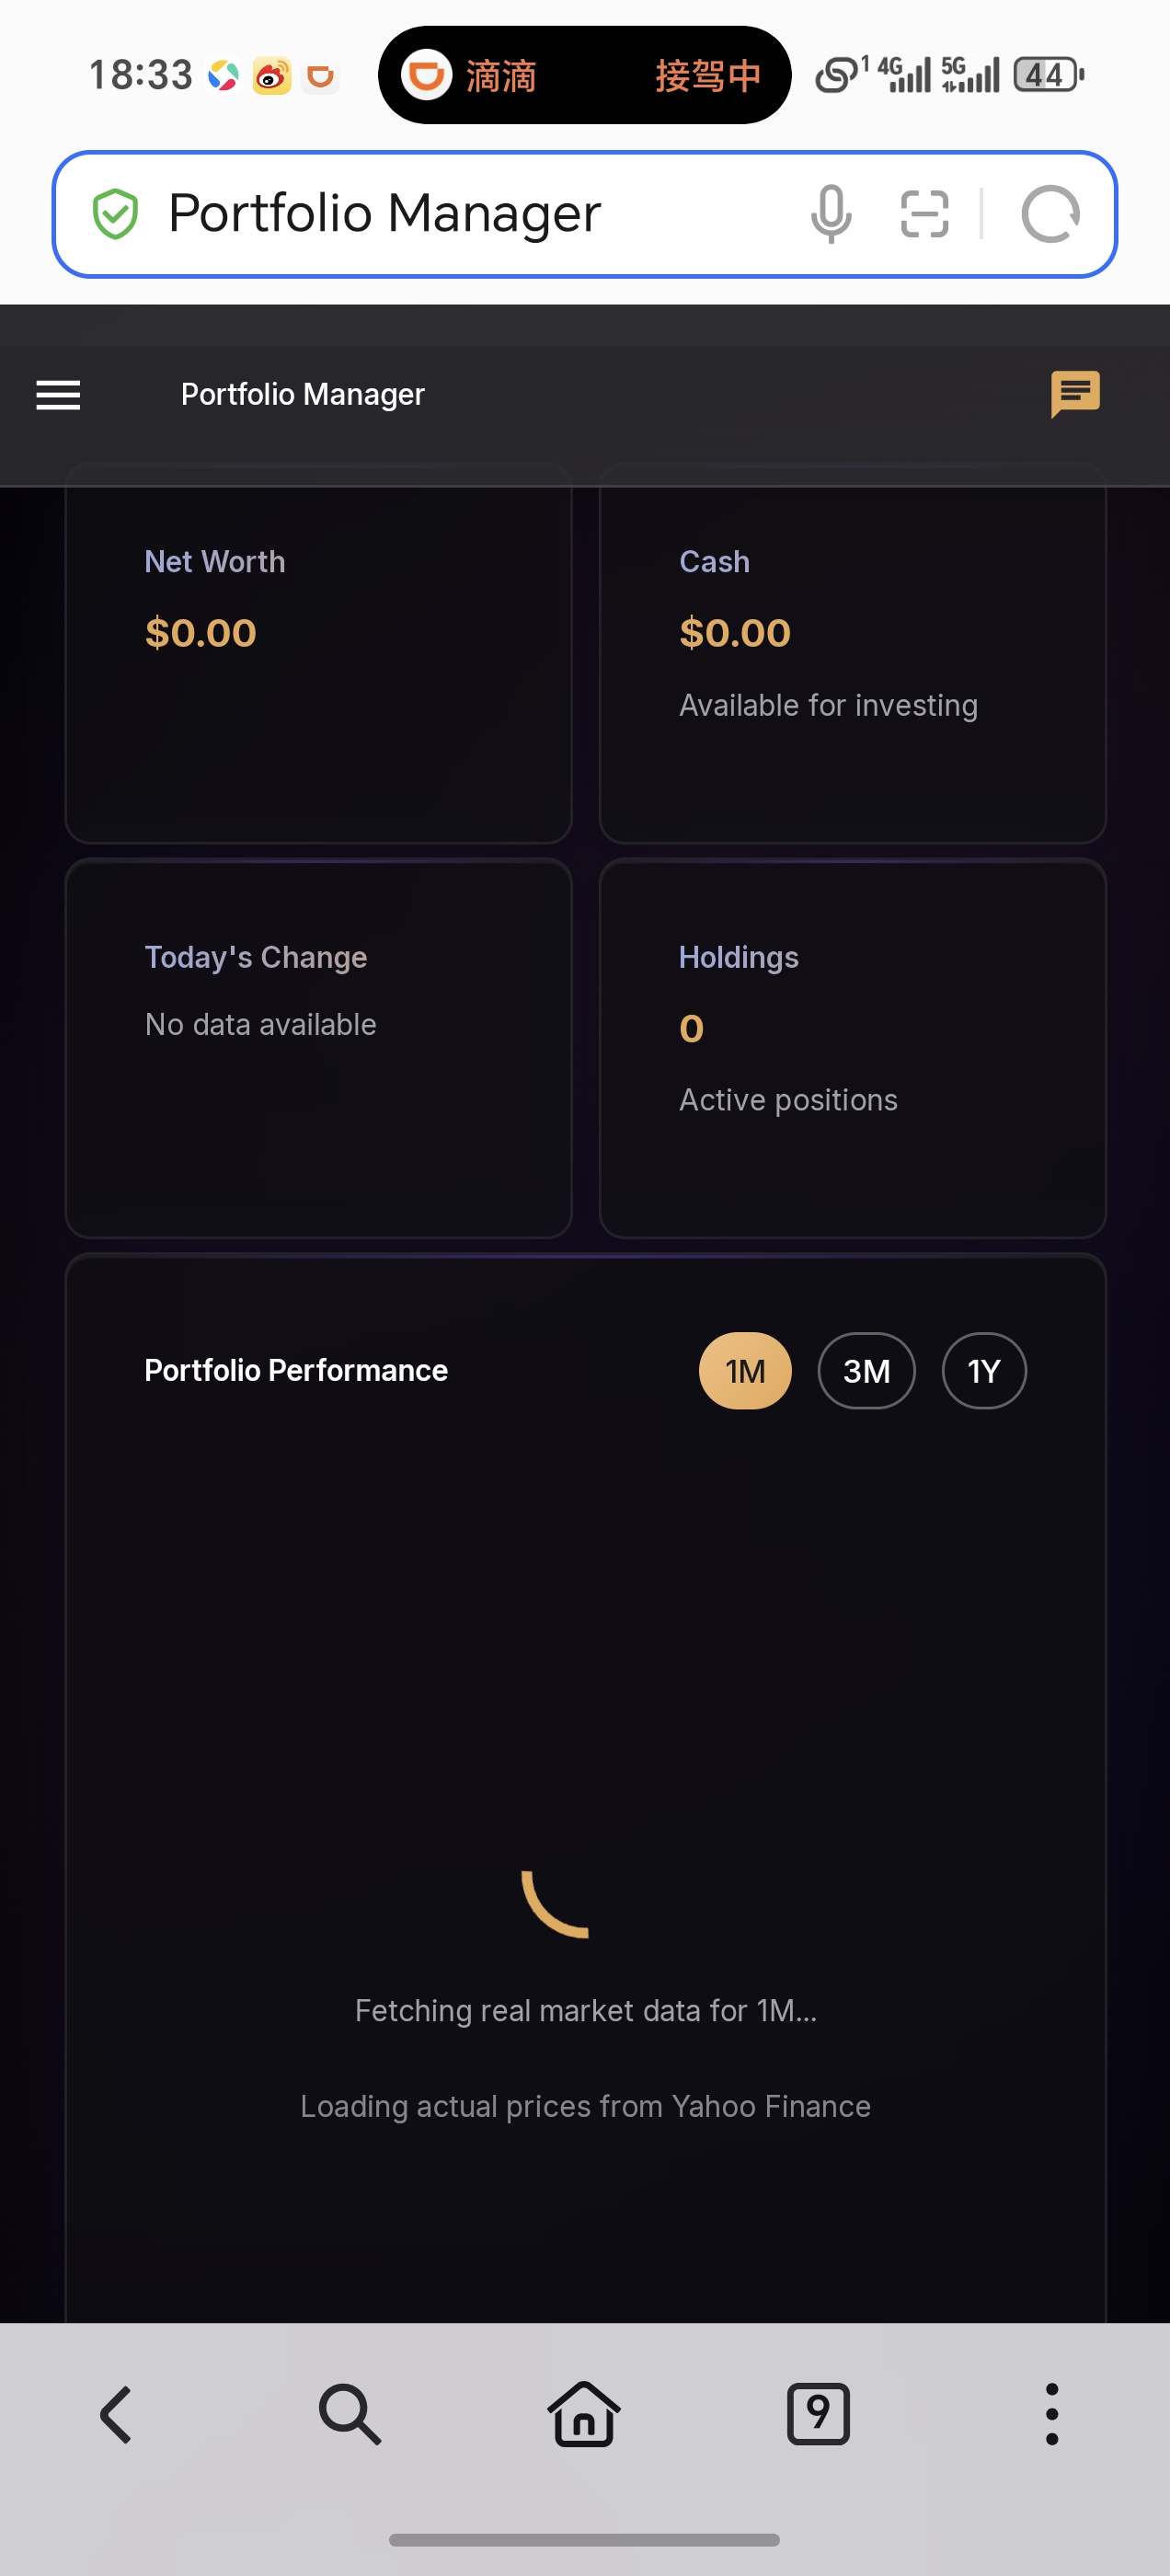 18:33
滴滴 接驾中
1 4G 5G 44
Portfolio Manager
Portfolio Manager
Net Worth
$0.00
Cash
$0.00
Available for investing
Today's Change
No data available
Holdings
0
Active positions
Portfolio Performance
1M 3M 1Y
Fetching real market data for 1M...
Loading actual prices from Yahoo Finance
9